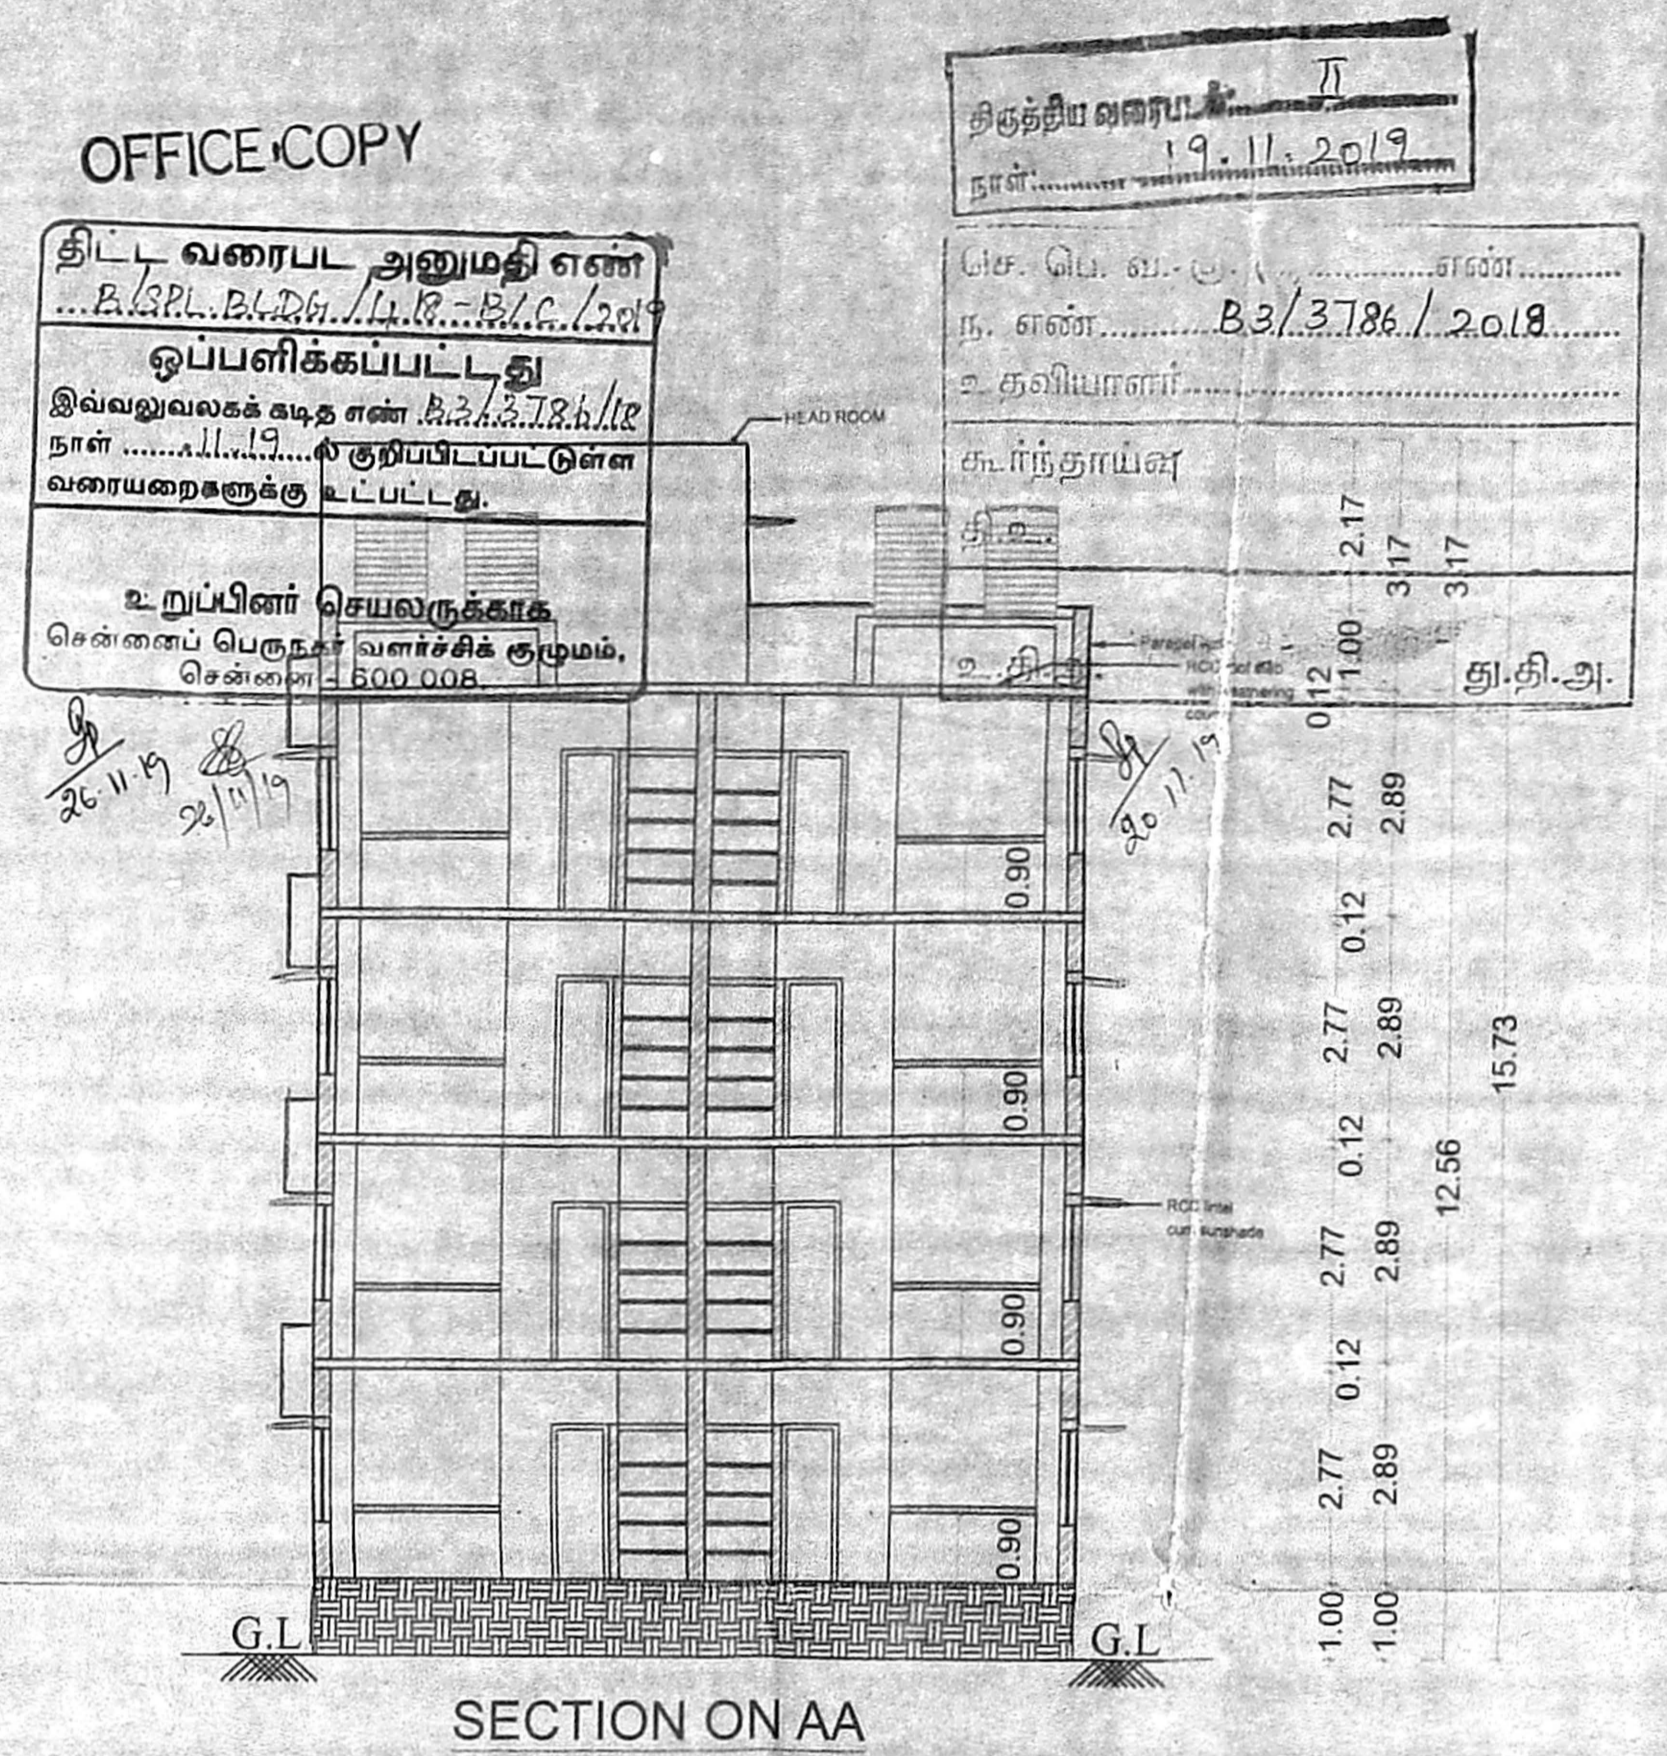 OFFICE COPY
திருத்திய வரைபடம் II
நாள்: 19.11.2019
திட்ட வரைபட அனுமதி எண்
B/SPL.BLDG/418-B/C/2019
ஒப்பளிக்கப்பட்டது
இவ்வலுவலகக் கடித எண் B3/3786/18
நாள் .11.19 ல் குறிப்பிடப்பட்டுள்ள
வரையறைகளுக்கு உட்பட்டது.
உறுப்பினர் செயலருக்காக
சென்னைப் பெருநகர் வளர்ச்சிக் குழுமம்,
சென்னை - 600 008.
செ. பெ. வ. கு. எண்
ந. எண் B3/3786/2018
உதவியாளர்
கூர்ந்தாய்வு
தி.உ.
உ.தி.அ.
து.தி.அ.
26.11.19
26/11/19
20.11.19
HEAD ROOM
Parapet
RCC
with weathering
RCC lintel
cum sunshade
2.17
3.17
3.17
1.00
0.12
2.77
2.89
0.90
0.12
2.77
2.89
15.73
0.90
0.12
12.56
2.77
2.89
0.90
0.12
2.77
2.89
0.90
1.00
1.00
G.L
G.L
SECTION ON AA